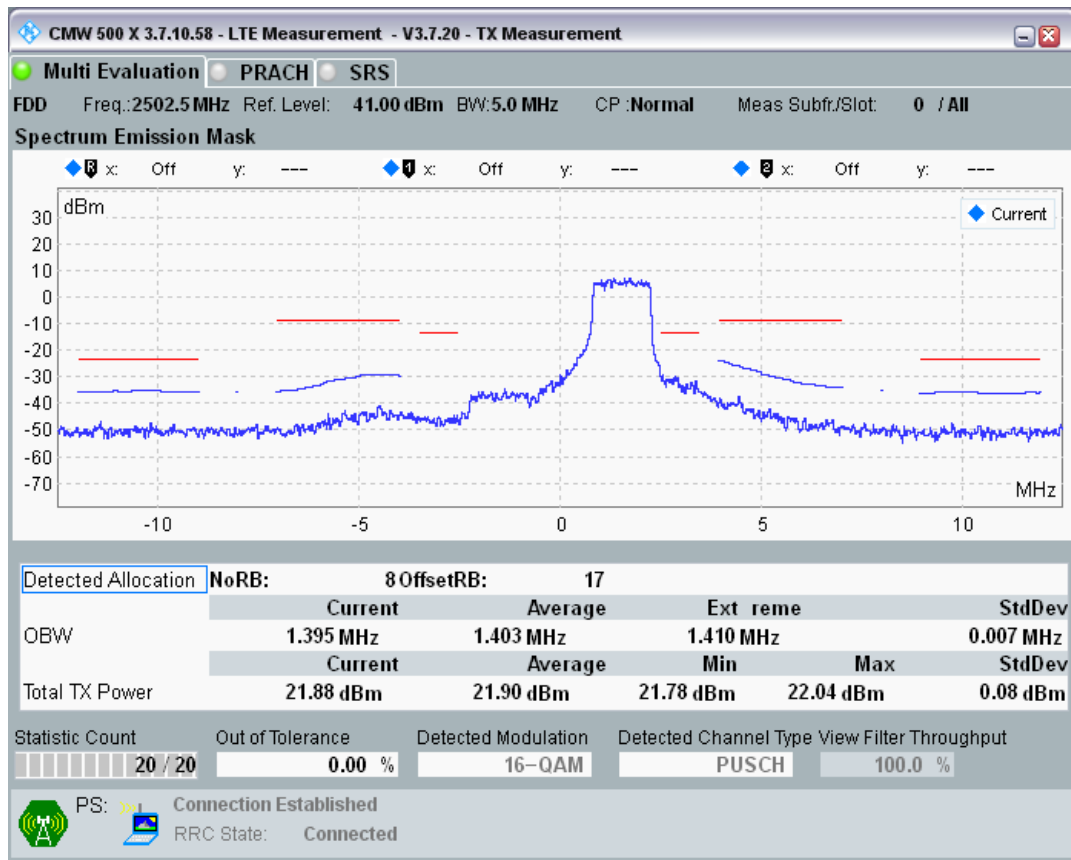 CMW 500 X 3.7.10.58 - LTE Measurement - V3.7.20 - TX Measurement
Multi Evaluation PRACH SRS
FDD Freq.:2502.5 MHz Ref. Level: 41.00 dBm BW:5.0 MHz CP :Normal Meas Subfr./Slot: 0 / All
Spectrum Emission Mask
R x: Off y: --- 1 x: Off y: --- 2 x: Off y: ---
dBm
Current
30
20
10
0
-10
-20
-30
-40
-50
-60
-70
MHz
-10 -5 0 5 10
Detected Allocation NoRB: 8 OffsetRB: 17
Current Average Ext reme StdDev
OBW 1.395 MHz 1.403 MHz 1.410 MHz 0.007 MHz
Current Average Min Max StdDev
Total TX Power 21.88 dBm 21.90 dBm 21.78 dBm 22.04 dBm 0.08 dBm
Statistic Count Out of Tolerance Detected Modulation Detected Channel Type View Filter Throughput
20 / 20 0.00 % 16-QAM PUSCH 100.0 %
PS: Connection Established
RRC State: Connected